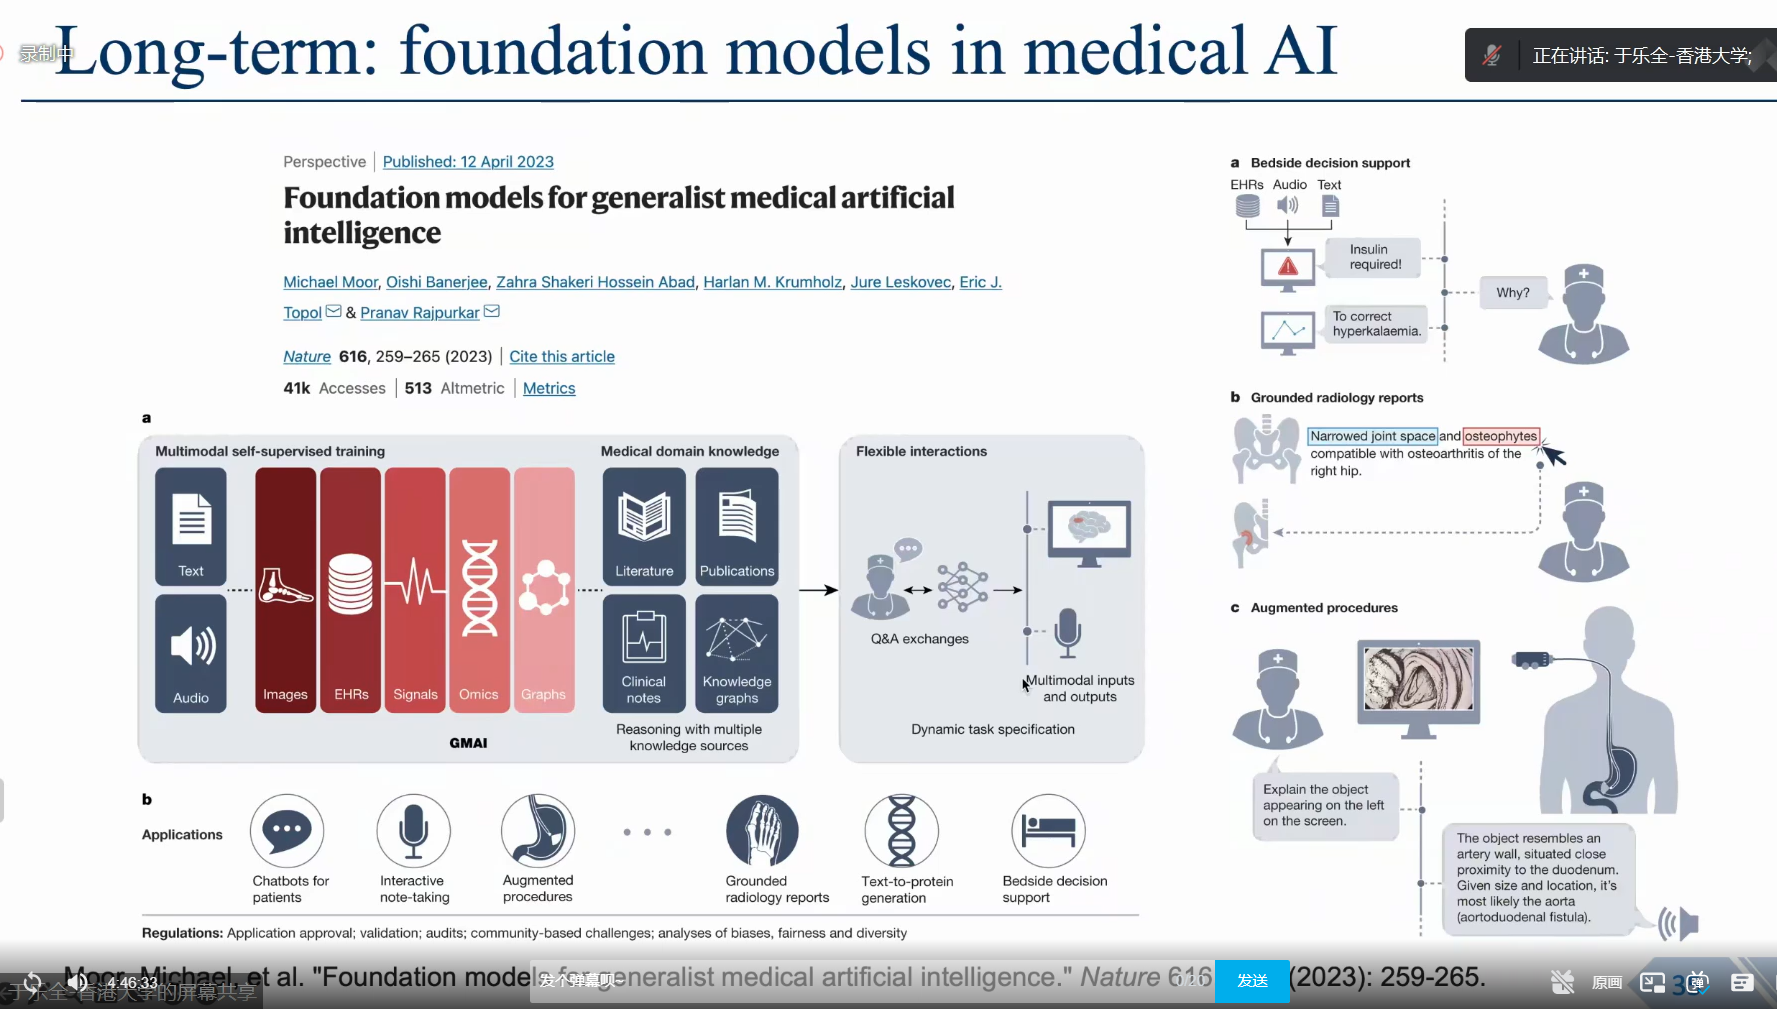 Long-term: foundation models in medical AI
录制中
正在讲话: 于乐全-香港大学;
Perspective | Published: 12 April 2023
Foundation models for generalist medical artificial
intelligence
Michael Moor, Oishi Banerjee, Zahra Shakeri Hossein Abad, Harlan M. Krumholz, Jure Leskovec, Eric J.
Topol & Pranav Rajpurkar
Nature 616, 259–265 (2023) | Cite this article
41k Accesses | 513 Altmetric | Metrics
a
Multimodal self-supervised training
Medical domain knowledge
Flexible interactions
Text
Audio
Images
EHRs
Signals
Omics
Graphs
Literature
Publications
Clinical
notes
Knowledge
graphs
Reasoning with multiple
knowledge sources
GMAI
Q&A exchanges
Multimodal inputs
and outputs
Dynamic task specification
b
Applications
Chatbots for
patients
Interactive
note-taking
Augmented
procedures
Grounded
radiology reports
Text-to-protein
generation
Bedside decision
support
Regulations: Application approval; validation; audits; community-based challenges; analyses of biases, fairness and diversity
a Bedside decision support
EHRs Audio Text
Insulin
required!
Why?
To correct
hyperkalaemia.
b Grounded radiology reports
Narrowed joint space and osteophytes
compatible with osteoarthritis of the
right hip.
c Augmented procedures
Explain the object
appearing on the left
on the screen.
The object resembles an
artery wall, situated close
proximity to the duodenum.
Given size and location, it's
most likely the aorta
(aortoduodenal fistula).
Moor, Michael, et al. "Foundation models for generalist medical artificial intelligence." Nature 616 (2023): 259-265.
4:46:33
发个弹幕呗~
0/20
发送
原画
弹
于乐全-香港大学的屏幕共享